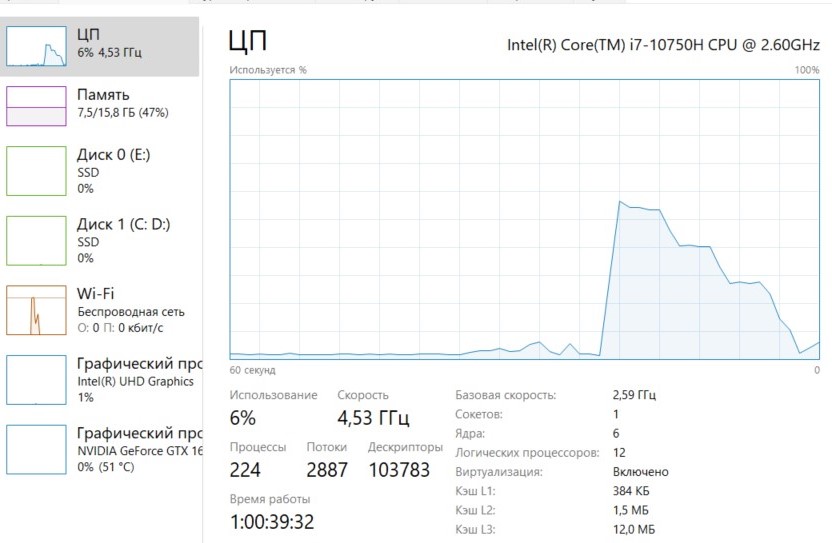 ЦП
6% 4,53 ГГц
Память
7,5/15,8 ГБ (47%)
Диск 0 (E:)
SSD
0%
Диск 1 (C: D:)
SSD
0%
Wi-Fi
Беспроводная сеть
О: 0 П: 0 кбит/с
Графический прс
Intel(R) UHD Graphics
1%
Графический прс
NVIDIA GeForce GTX 16
0% (51 °C)
ЦП
Intel(R) Core(TM) i7-10750H CPU @ 2.60GHz
Используется %
100%
60 секунд
0
Использование
6%
Скорость
4,53 ГГц
Процессы
224
Потоки
2887
Дескрипторы
103783
Время работы
1:00:39:32
Базовая скорость: 2,59 ГГц
Сокетов: 1
Ядра: 6
Логических процессоров: 12
Виртуализация: Включено
Кэш L1: 384 КБ
Кэш L2: 1,5 МБ
Кэш L3: 12,0 МБ